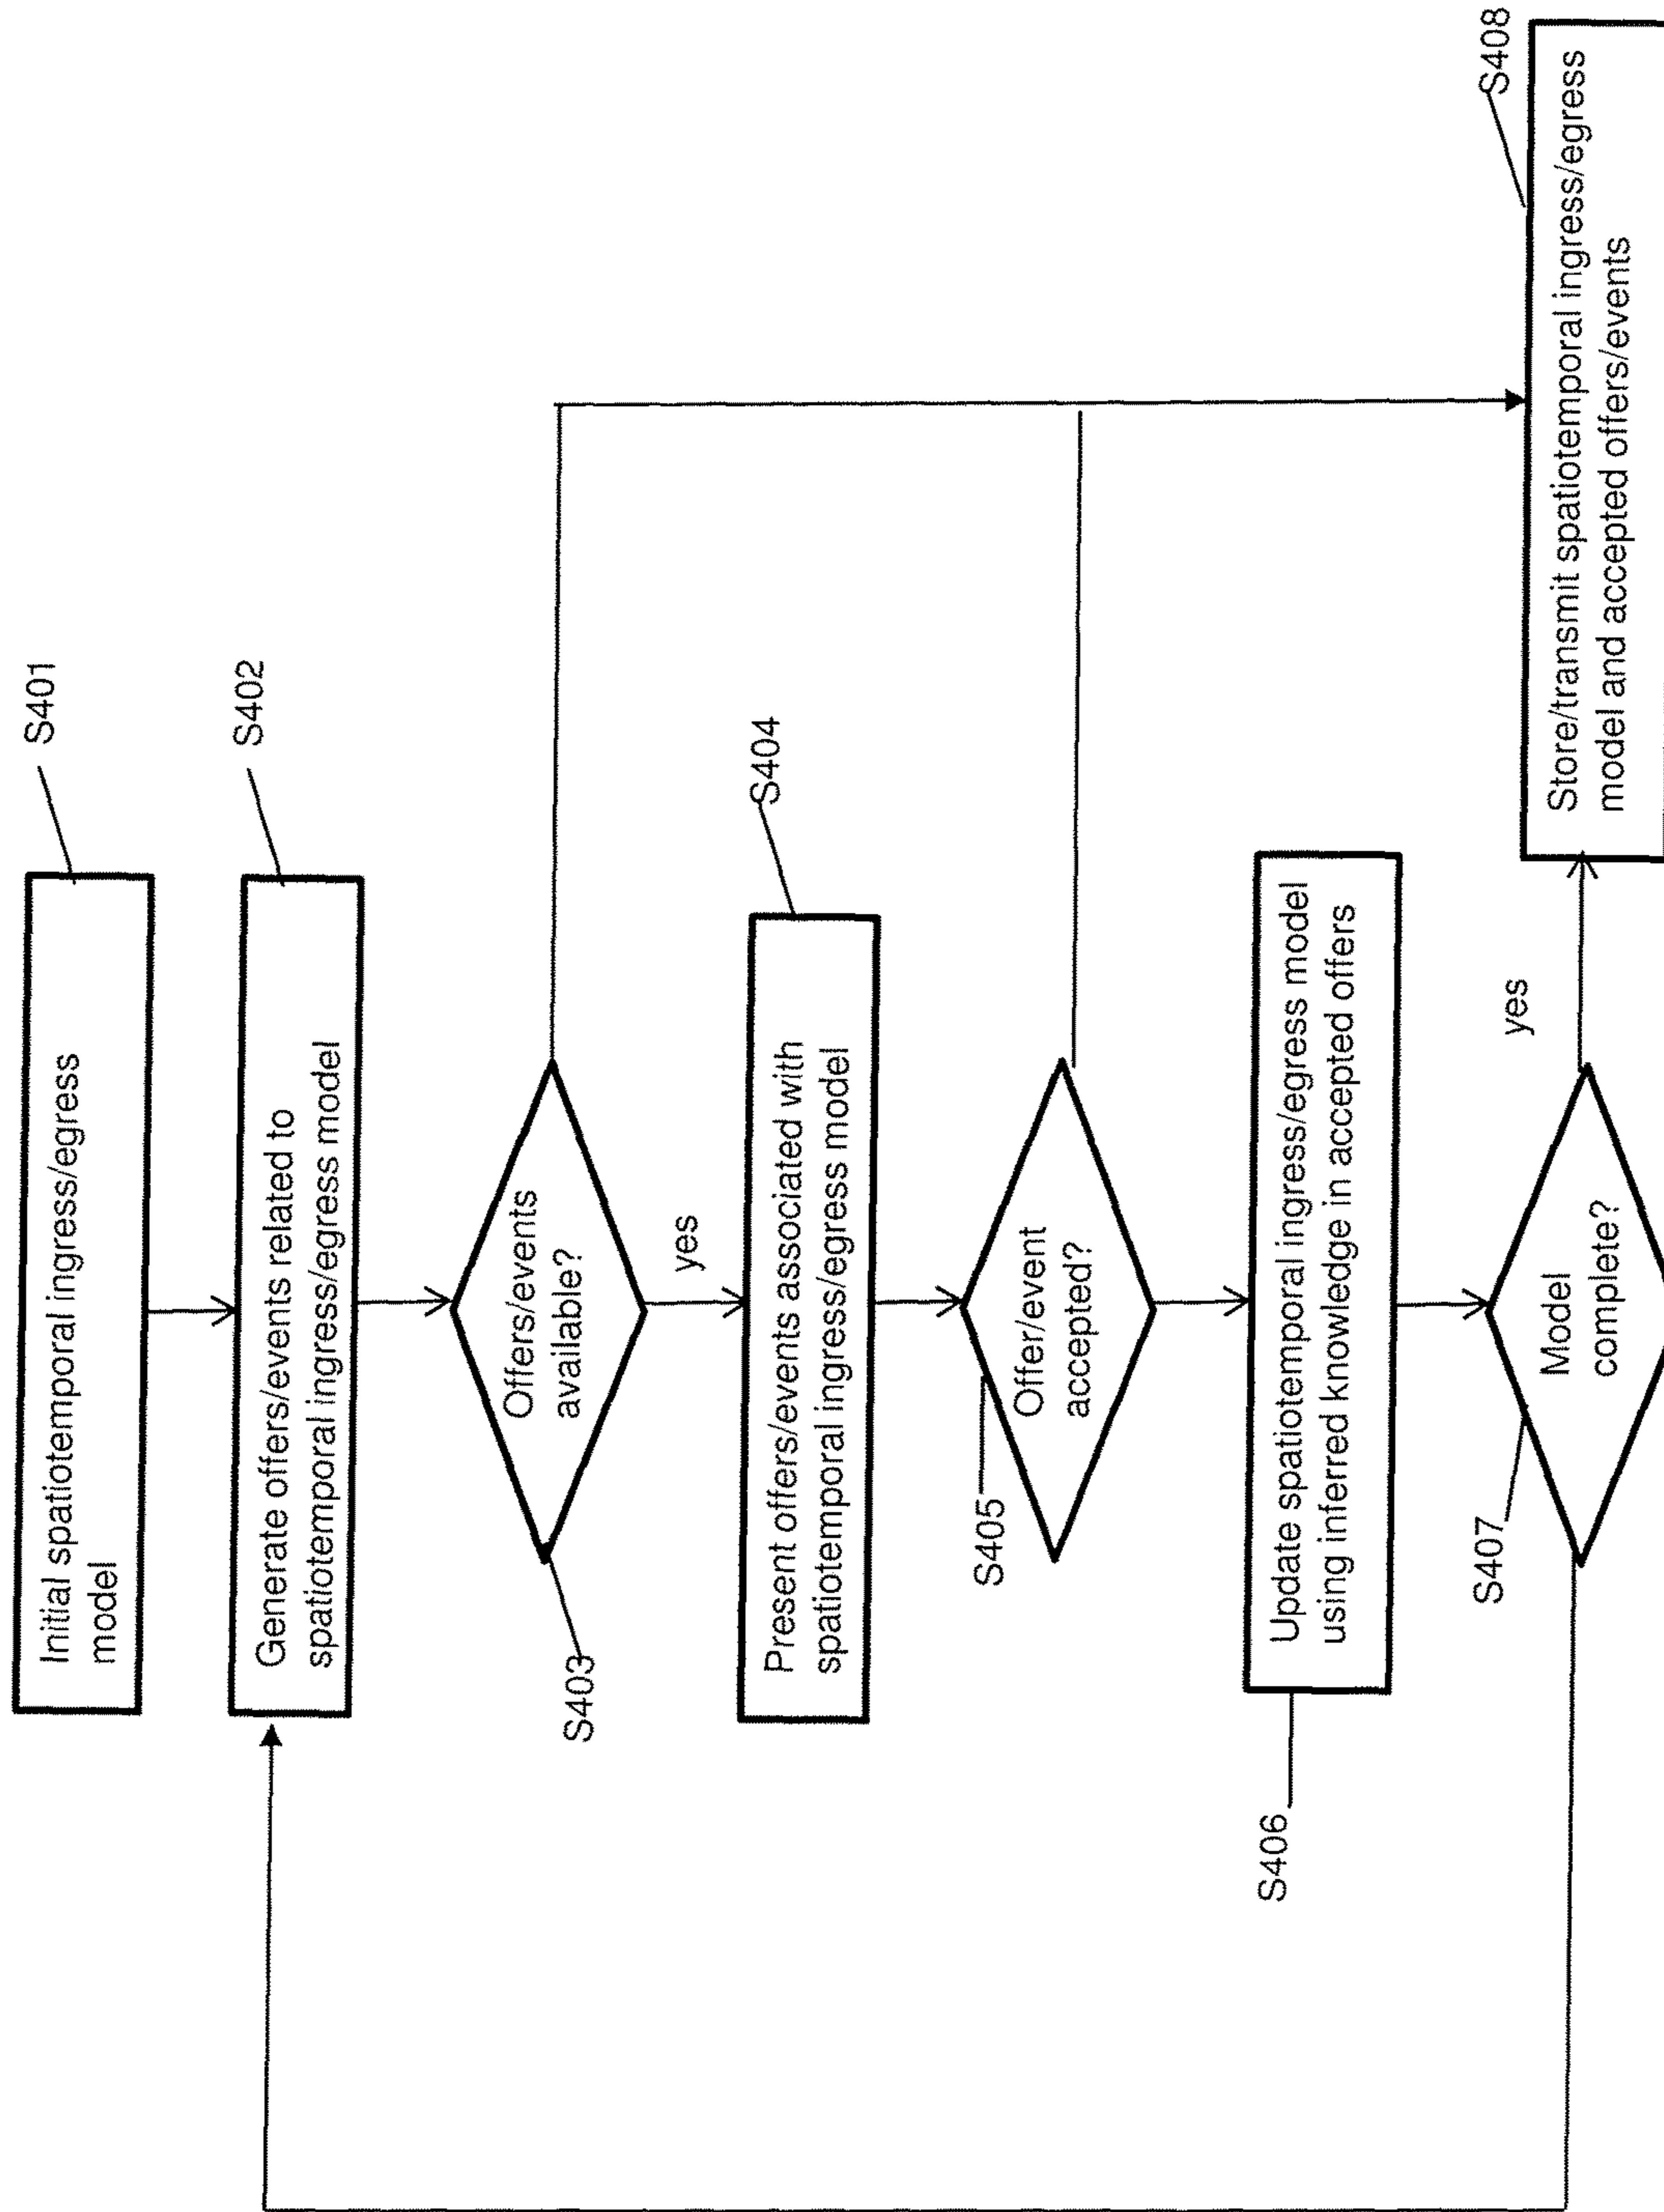 S401
Initial spatiotemporal ingress/egress
model
S402
Generate offers/events related to
spatiotemporal ingress/egress model
Offers/events
available?
S403
yes
S404
Present offers/events associated with
spatiotemporal ingress/egress model
S405
Offer/event
accepted?
S406
Update spatiotemporal ingress/egress model
using inferred knowledge in accepted offers
S407
Model
complete?
yes
S408
Store/transmit spatiotemporal ingress/egress
model and accepted offers/events